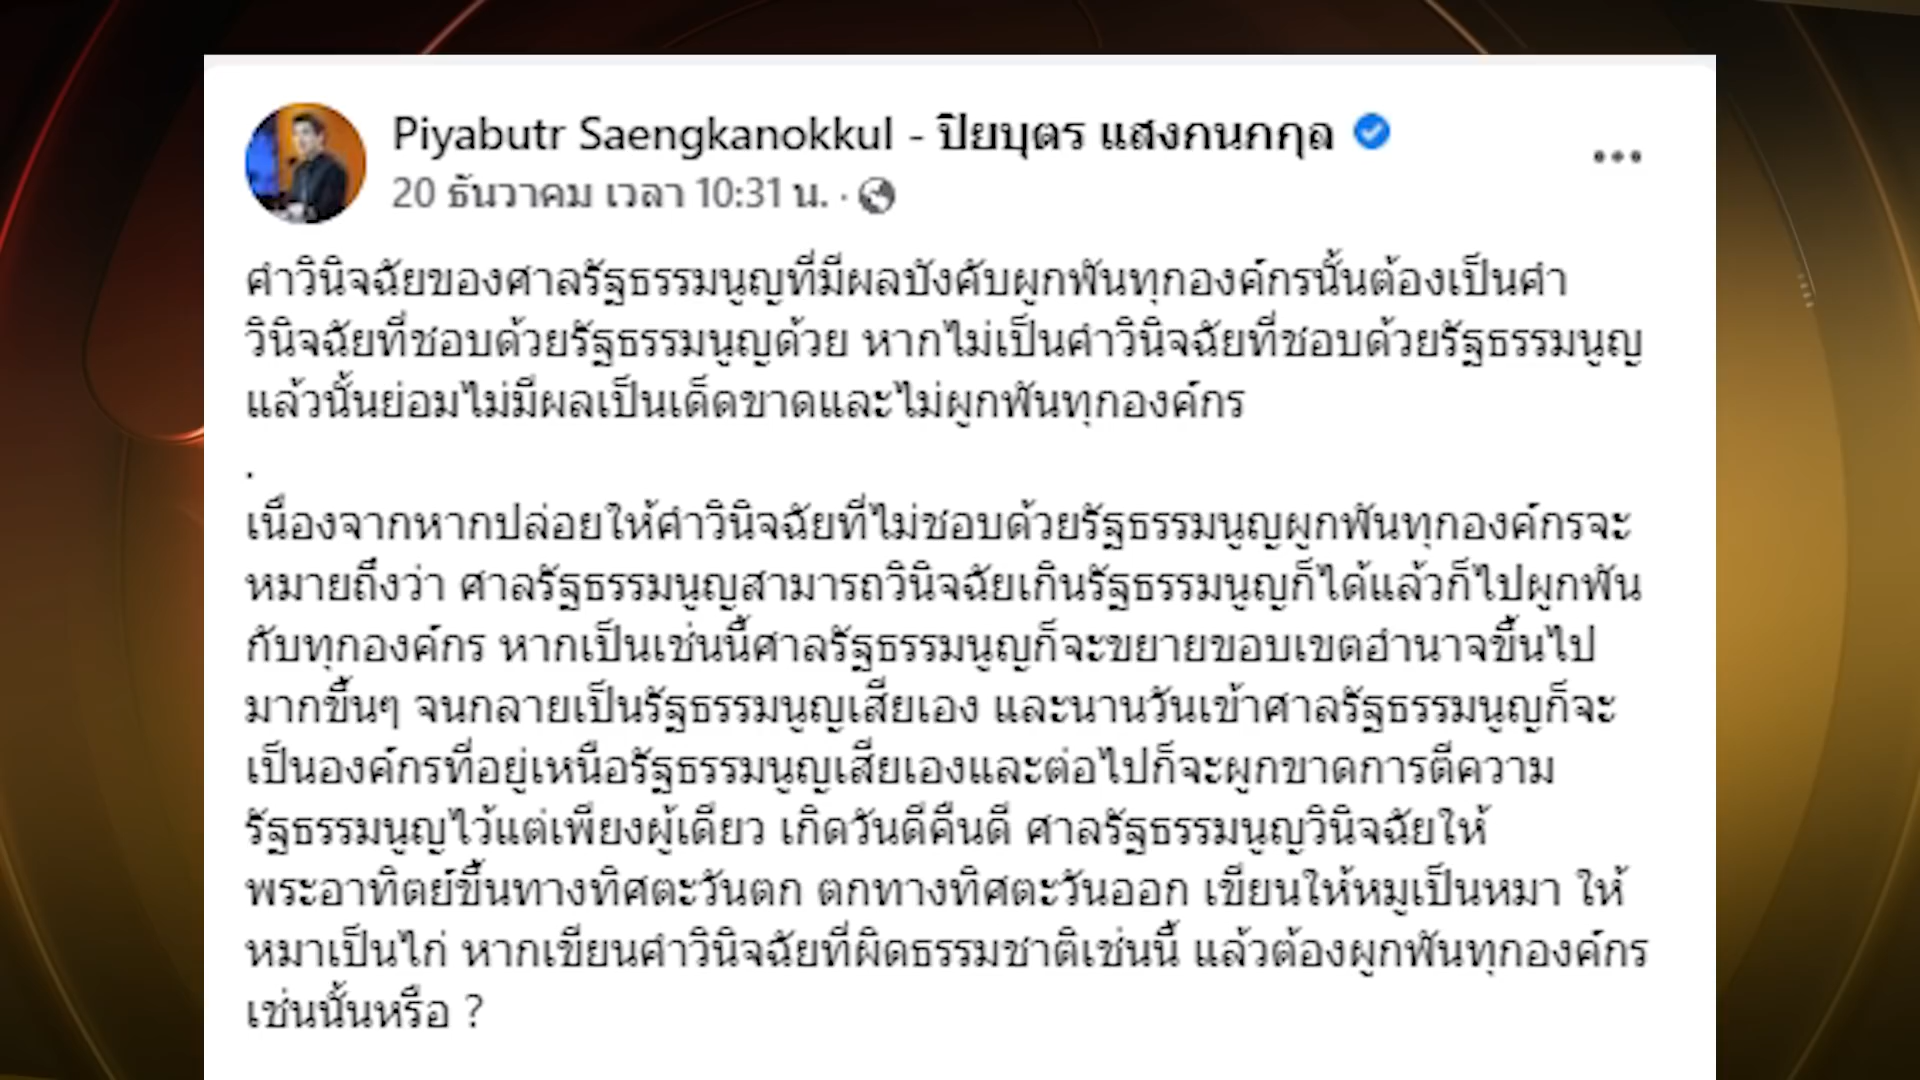 Piyabutr Saengkanokkul - ปิยบุตร แสงกนกกุล
20 ธันวาคม เวลา 10:31 น. ·
คำวินิจฉัยของศาลรัฐธรรมนูญที่มีผลบังคับผูกพันทุกองค์กรนั้นต้องเป็นคำ
วินิจฉัยที่ชอบด้วยรัฐธรรมนูญด้วย หากไม่เป็นคำวินิจฉัยที่ชอบด้วยรัฐธรรมนูญ
แล้วนั้นย่อมไม่มีผลเป็นเด็ดขาดและไม่ผูกพันทุกองค์กร
.
เนื่องจากหากปล่อยให้คำวินิจฉัยที่ไม่ชอบด้วยรัฐธรรมนูญผูกพันทุกองค์กรจะ
หมายถึงว่า ศาลรัฐธรรมนูญสามารถวินิจฉัยเกินรัฐธรรมนูญก็ได้แล้วก็ไปผูกพัน
กับทุกองค์กร หากเป็นเช่นนี้ศาลรัฐธรรมนูญก็จะขยายขอบเขตอำนาจขึ้นไป
มากขึ้นๆ จนกลายเป็นรัฐธรรมนูญเสียเอง และนานวันเข้าศาลรัฐธรรมนูญก็จะ
เป็นองค์กรที่อยู่เหนือรัฐธรรมนูญเสียเองและต่อไปก็จะผูกขาดการตีความ
รัฐธรรมนูญไว้แต่เพียงผู้เดียว เกิดวันดีคืนดี ศาลรัฐธรรมนูญวินิจฉัยให้
พระอาทิตย์ขึ้นทางทิศตะวันตก ตกทางทิศตะวันออก เขียนให้หมูเป็นหมา ให้
หมาเป็นไก่ หากเขียนคำวินิจฉัยที่ผิดธรรมชาติเช่นนี้ แล้วต้องผูกพันทุกองค์กร
เช่นนั้นหรือ ?